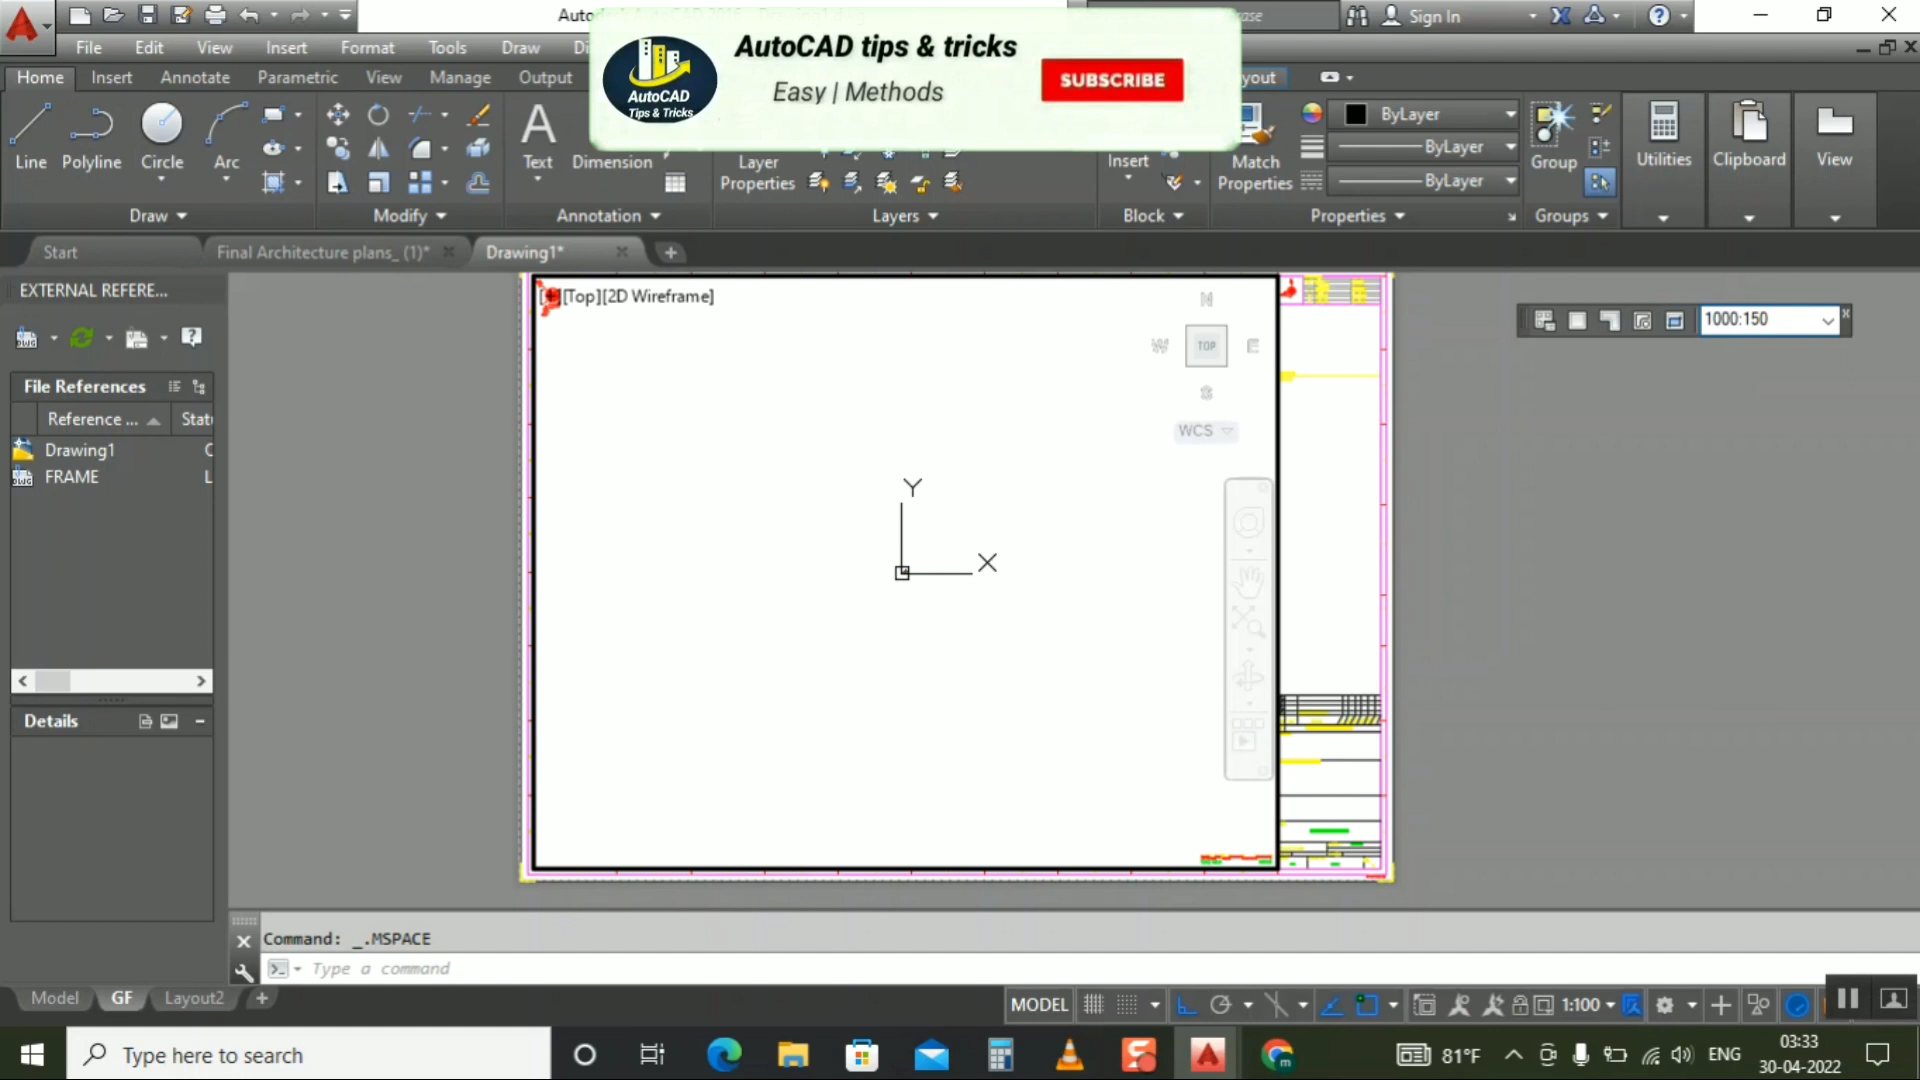 Sign In
File Edit View Insert Format Tools Draw
AutoCAD tips & tricks
Easy | Methods
SUBSCRIBE
AutoCAD
Tips & Tricks
Home Insert Annotate Parametric View Manage Output
Line Polyline Circle Arc
Text Dimension
Layer
Properties
Insert
Match
Properties
ByLayer
ByLayer
ByLayer
Group
Utilities Clipboard View
Draw Modify Annotation Layers Block Properties Groups
Start Final Architecture plans_ (1)* Drawing1*
EXTERNAL REFERE...
[Top][2D Wireframe]
N
W TOP E
S
WCS
1000:150
File References
Reference ...
Drawing1
FRAME L
Y
X
Details
Command: _.MSPACE
Type a command
Model GF Layout2
MODEL
1:100
Type here to search
81°F
ENG
03:33
30-04-2022